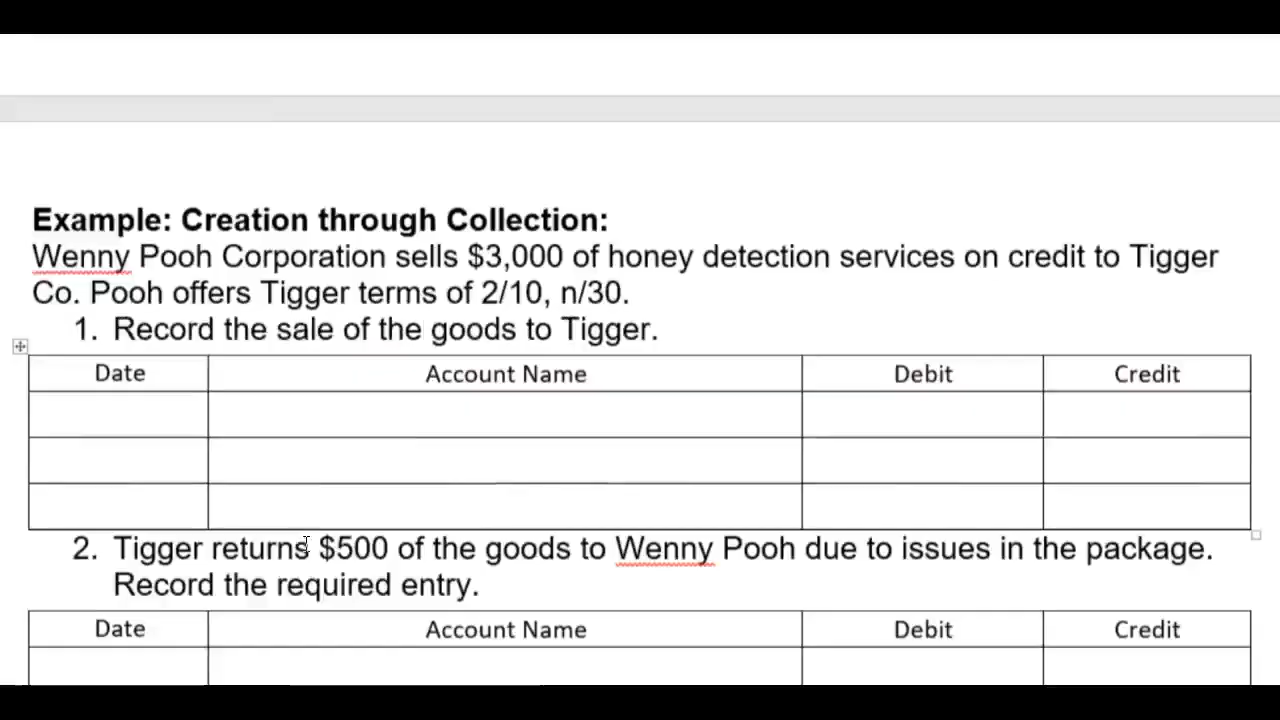 Example: Creation through Collection:
Wenny Pooh Corporation sells $3,000 of honey detection services on credit to Tigger
Co. Pooh offers Tigger terms of 2/10, n/30.
1. Record the sale of the goods to Tigger.
Date Account Name Debit Credit
2. Tigger returns $500 of the goods to Wenny Pooh due to issues in the package.
Record the required entry.
Date Account Name Debit Credit